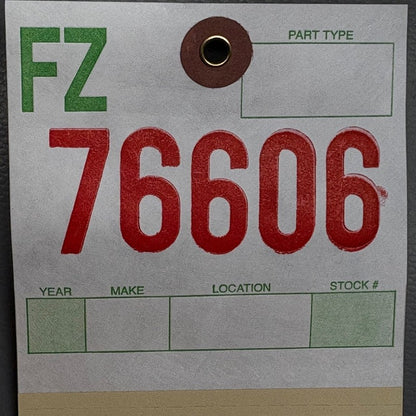 FZ
PART TYPE
76606
YEAR MAKE LOCATION STOCK #